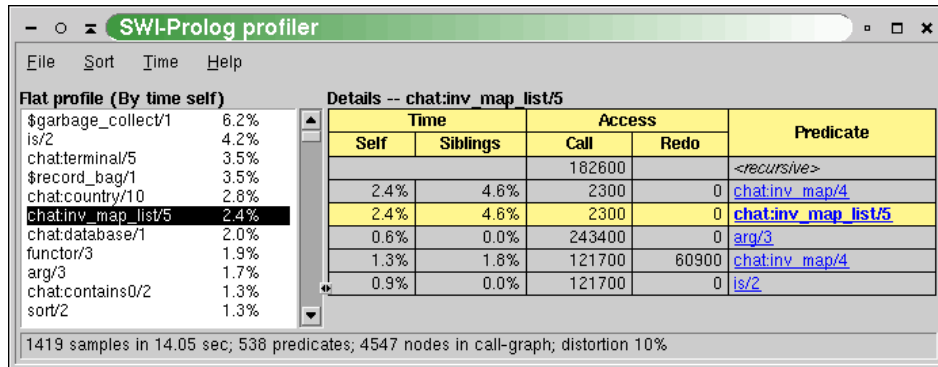 SWI-Prolog profiler
File Sort Time Help
Flat profile (By time self)
$garbage_collect/1 6.2%
is/2 4.2%
chat:terminal/5 3.5%
$record_bag/1 3.5%
chat:country/10 2.8%
chat:inv_map_list/5 2.4%
chat:database/1 2.0%
functor/3 1.9%
arg/3 1.7%
chat:contains0/2 1.3%
sort/2 1.3%
Details -- chat:inv_map_list/5
Time Access Predicate
Self Siblings Call Redo
182600 <recursive>
2.4% 4.6% 2300 0 chat:inv_map/4
2.4% 4.6% 2300 0 chat:inv_map_list/5
0.6% 0.0% 243400 0 arg/3
1.3% 1.8% 121700 60900 chat:inv_map/4
0.9% 0.0% 121700 0 is/2
1419 samples in 14.05 sec; 538 predicates; 4547 nodes in call-graph; distortion 10%